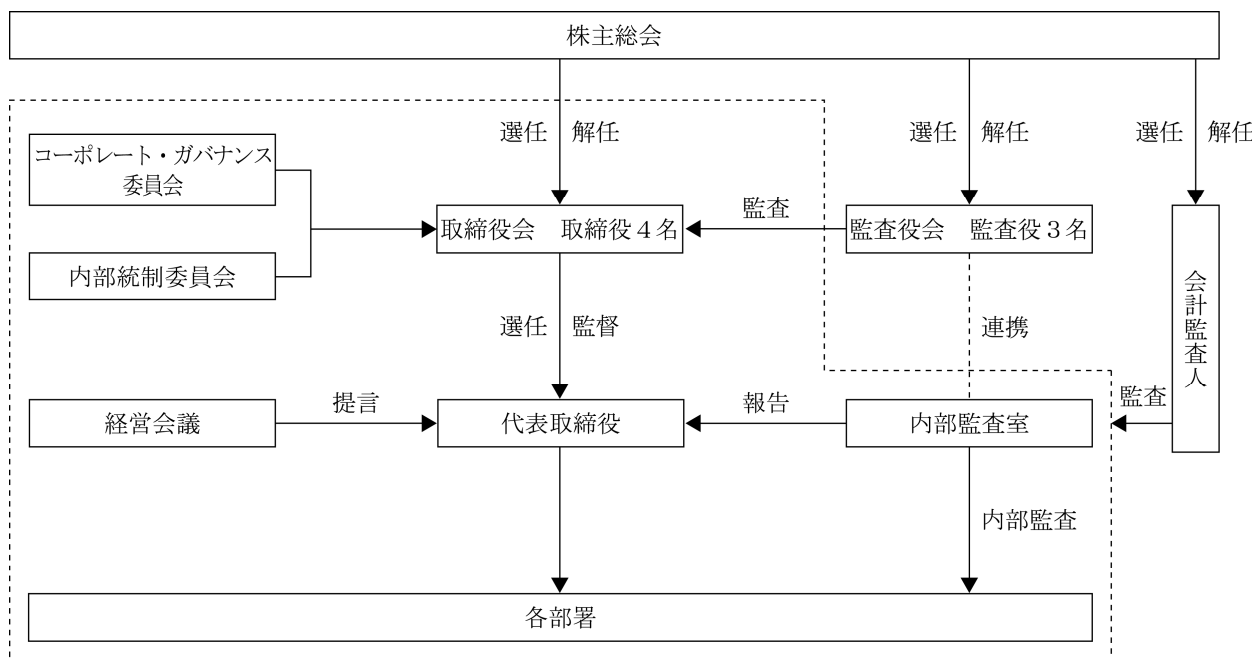 株主総会
選任 解任
選任 解任
選任 解任
コーポレート・ガバナンス
委員会
取締役会 取締役4名
監査
監査役会 監査役3名
内部統制委員会
会計監査人
選任 監督
連携
経営会議
提言
代表取締役
報告
内部監査室
監査
内部監査
各部署